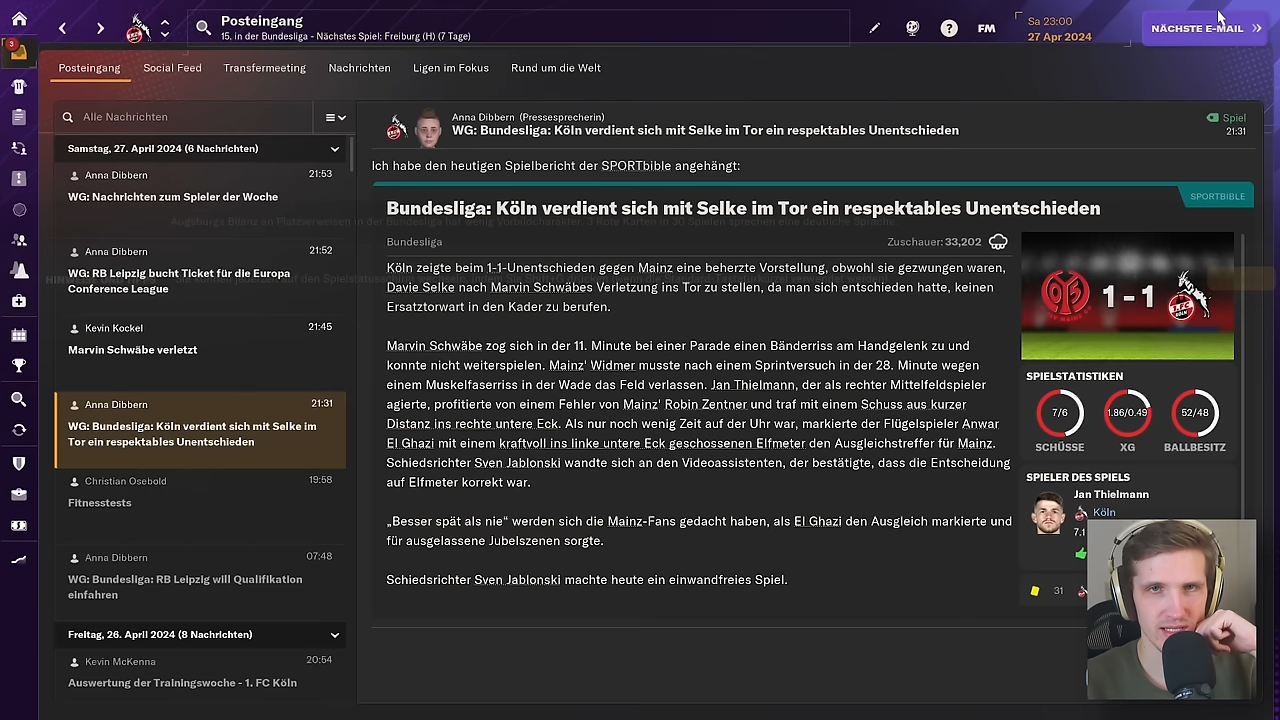 Posteingang
15. in der Bundesliga - Nächstes Spiel: Freiburg (H) (7 Tage)
FM
Sa 23:00
27 Apr 2024
NÄCHSTE E-MAIL
3
Posteingang
Social Feed
Transfermeeting
Nachrichten
Ligen im Fokus
Rund um die Welt
Alle Nachrichten
Samstag, 27. April 2024 (6 Nachrichten)
Anna Dibbern 21:53
WG: Nachrichten zum Spieler der Woche
Anna Dibbern 21:52
WG: RB Leipzig bucht Ticket für die Europa
Conference League
Kevin Kockel 21:45
Marvin Schwäbe verletzt
Anna Dibbern 21:31
WG: Bundesliga: Köln verdient sich mit Selke im
Tor ein respektables Unentschieden
Christian Osebold 19:58
Fitnesstests
Anna Dibbern 07:48
WG: Bundesliga: RB Leipzig will Qualifikation
einfahren
Freitag, 26. April 2024 (8 Nachrichten)
Kevin McKenna 20:54
Auswertung der Trainingswoche - 1. FC Köln
Anna Dibbern (Pressesprecherin)
WG: Bundesliga: Köln verdient sich mit Selke im Tor ein respektables Unentschieden
Spiel
21:31
Ich habe den heutigen Spielbericht der SPORTbible angehängt:
SPORTBIBLE
Bundesliga: Köln verdient sich mit Selke im Tor ein respektables Unentschieden
Bundesliga
Zuschauer: 33,202
Köln zeigte beim 1-1-Unentschieden gegen Mainz eine beherzte Vorstellung, obwohl sie gezwungen waren,
Davie Selke nach Marvin Schwäbes Verletzung ins Tor zu stellen, da man sich entschieden hatte, keinen
Ersatztorwart in den Kader zu berufen.
Marvin Schwäbe zog sich in der 11. Minute bei einer Parade einen Bänderriss am Handgelenk zu und
konnte nicht weiterspielen. Mainz' Widmer musste nach einem Sprintversuch in der 28. Minute wegen
einem Muskelfaserriss in der Wade das Feld verlassen. Jan Thielmann, der als rechter Mittelfeldspieler
agierte, profitierte von einem Fehler von Mainz' Robin Zentner und traf mit einem Schuss aus kurzer
Distanz ins rechte untere Eck. Als nur noch wenig Zeit auf der Uhr war, markierte der Flügelspieler Anwar
El Ghazi mit einem kraftvoll ins linke untere Eck geschossenen Elfmeter den Ausgleichstreffer für Mainz.
Schiedsrichter Sven Jablonski wandte sich an den Videoassistenten, der bestätigte, dass die Entscheidung
auf Elfmeter korrekt war.
„Besser spät als nie“ werden sich die Mainz-Fans gedacht haben, als El Ghazi den Ausgleich markierte und
für ausgelassene Jubelszenen sorgte.
Schiedsrichter Sven Jablonski machte heute ein einwandfreies Spiel.
1 - 1
SPIELSTATISTIKEN
7/6
1.86/0.49
52/48
SCHÜSSE
XG
BALLBESITZ
SPIELER DES SPIELS
Jan Thielmann
Köln
7.1
31